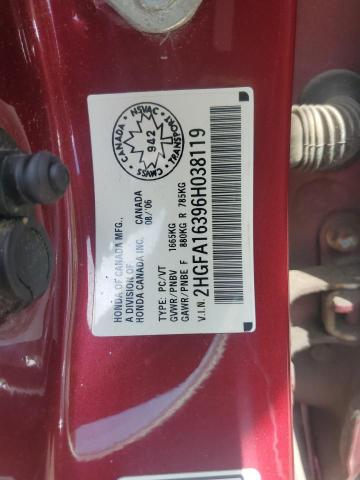 HONDA OF CANADA MFG.,
A DIVISION OF CANADA
HONDA CANADA INC. 08/'06
TYPE: PC/VT
GVWR/PNBV 1665KG
GAWR/PNBE F 880KG R 785KG
V.I.N. 2HGFA16396H038119
CANADA
NSVAC
TRANSPORT
CMVSS
942